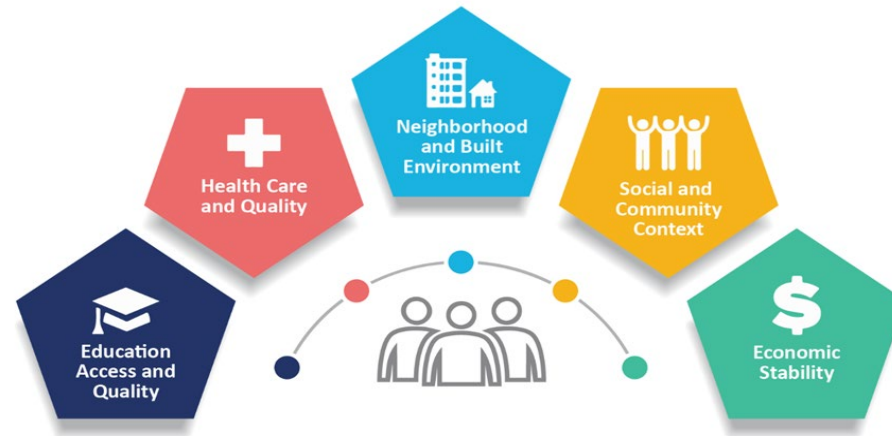 Education
Access and
Quality
Health Care
and Quality
Neighborhood
and Built
Environment
Social and
Community
Context
$
Economic
Stability